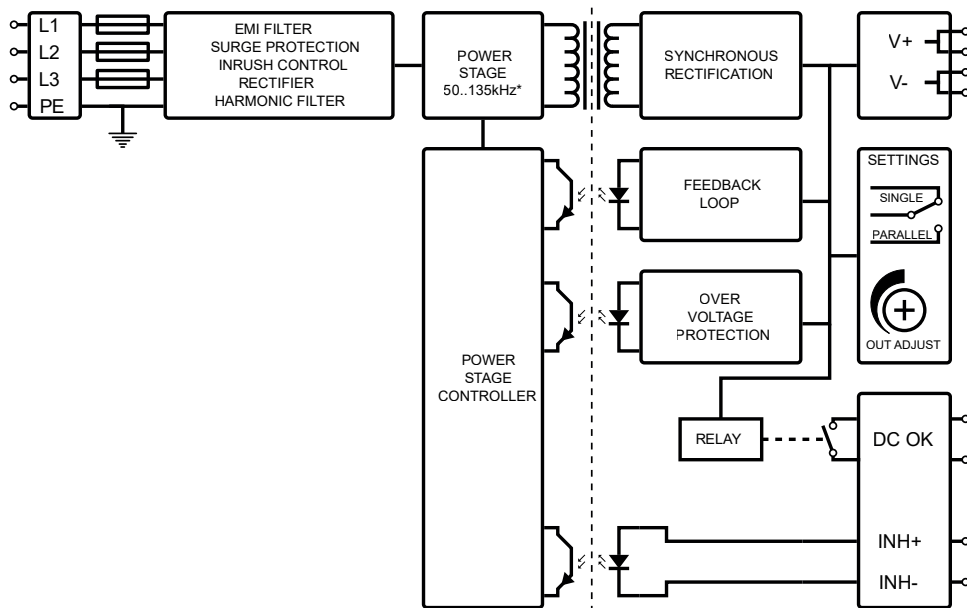 L1
L2
L3
PE
EMI FILTER
SURGE PROTECTION
INRUSH CONTROL
RECTIFIER
HARMONIC FILTER
POWER
STAGE
50..135kHz*
SYNCHRONOUS
RECTIFICATION
V+
V-
FEEDBACK
LOOP
SETTINGS
SINGLE
PARALLEL
OUT ADJUST
OVER
VOLTAGE
PROTECTION
POWER
STAGE
CONTROLLER
RELAY
DC OK
INH+
INH-